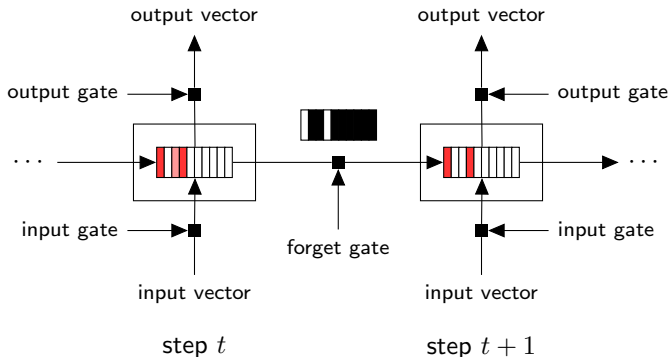 output vector output vector
output gate output gate
· · · · · ·
input gate forget gate input gate
input vector input vector
step t step t + 1